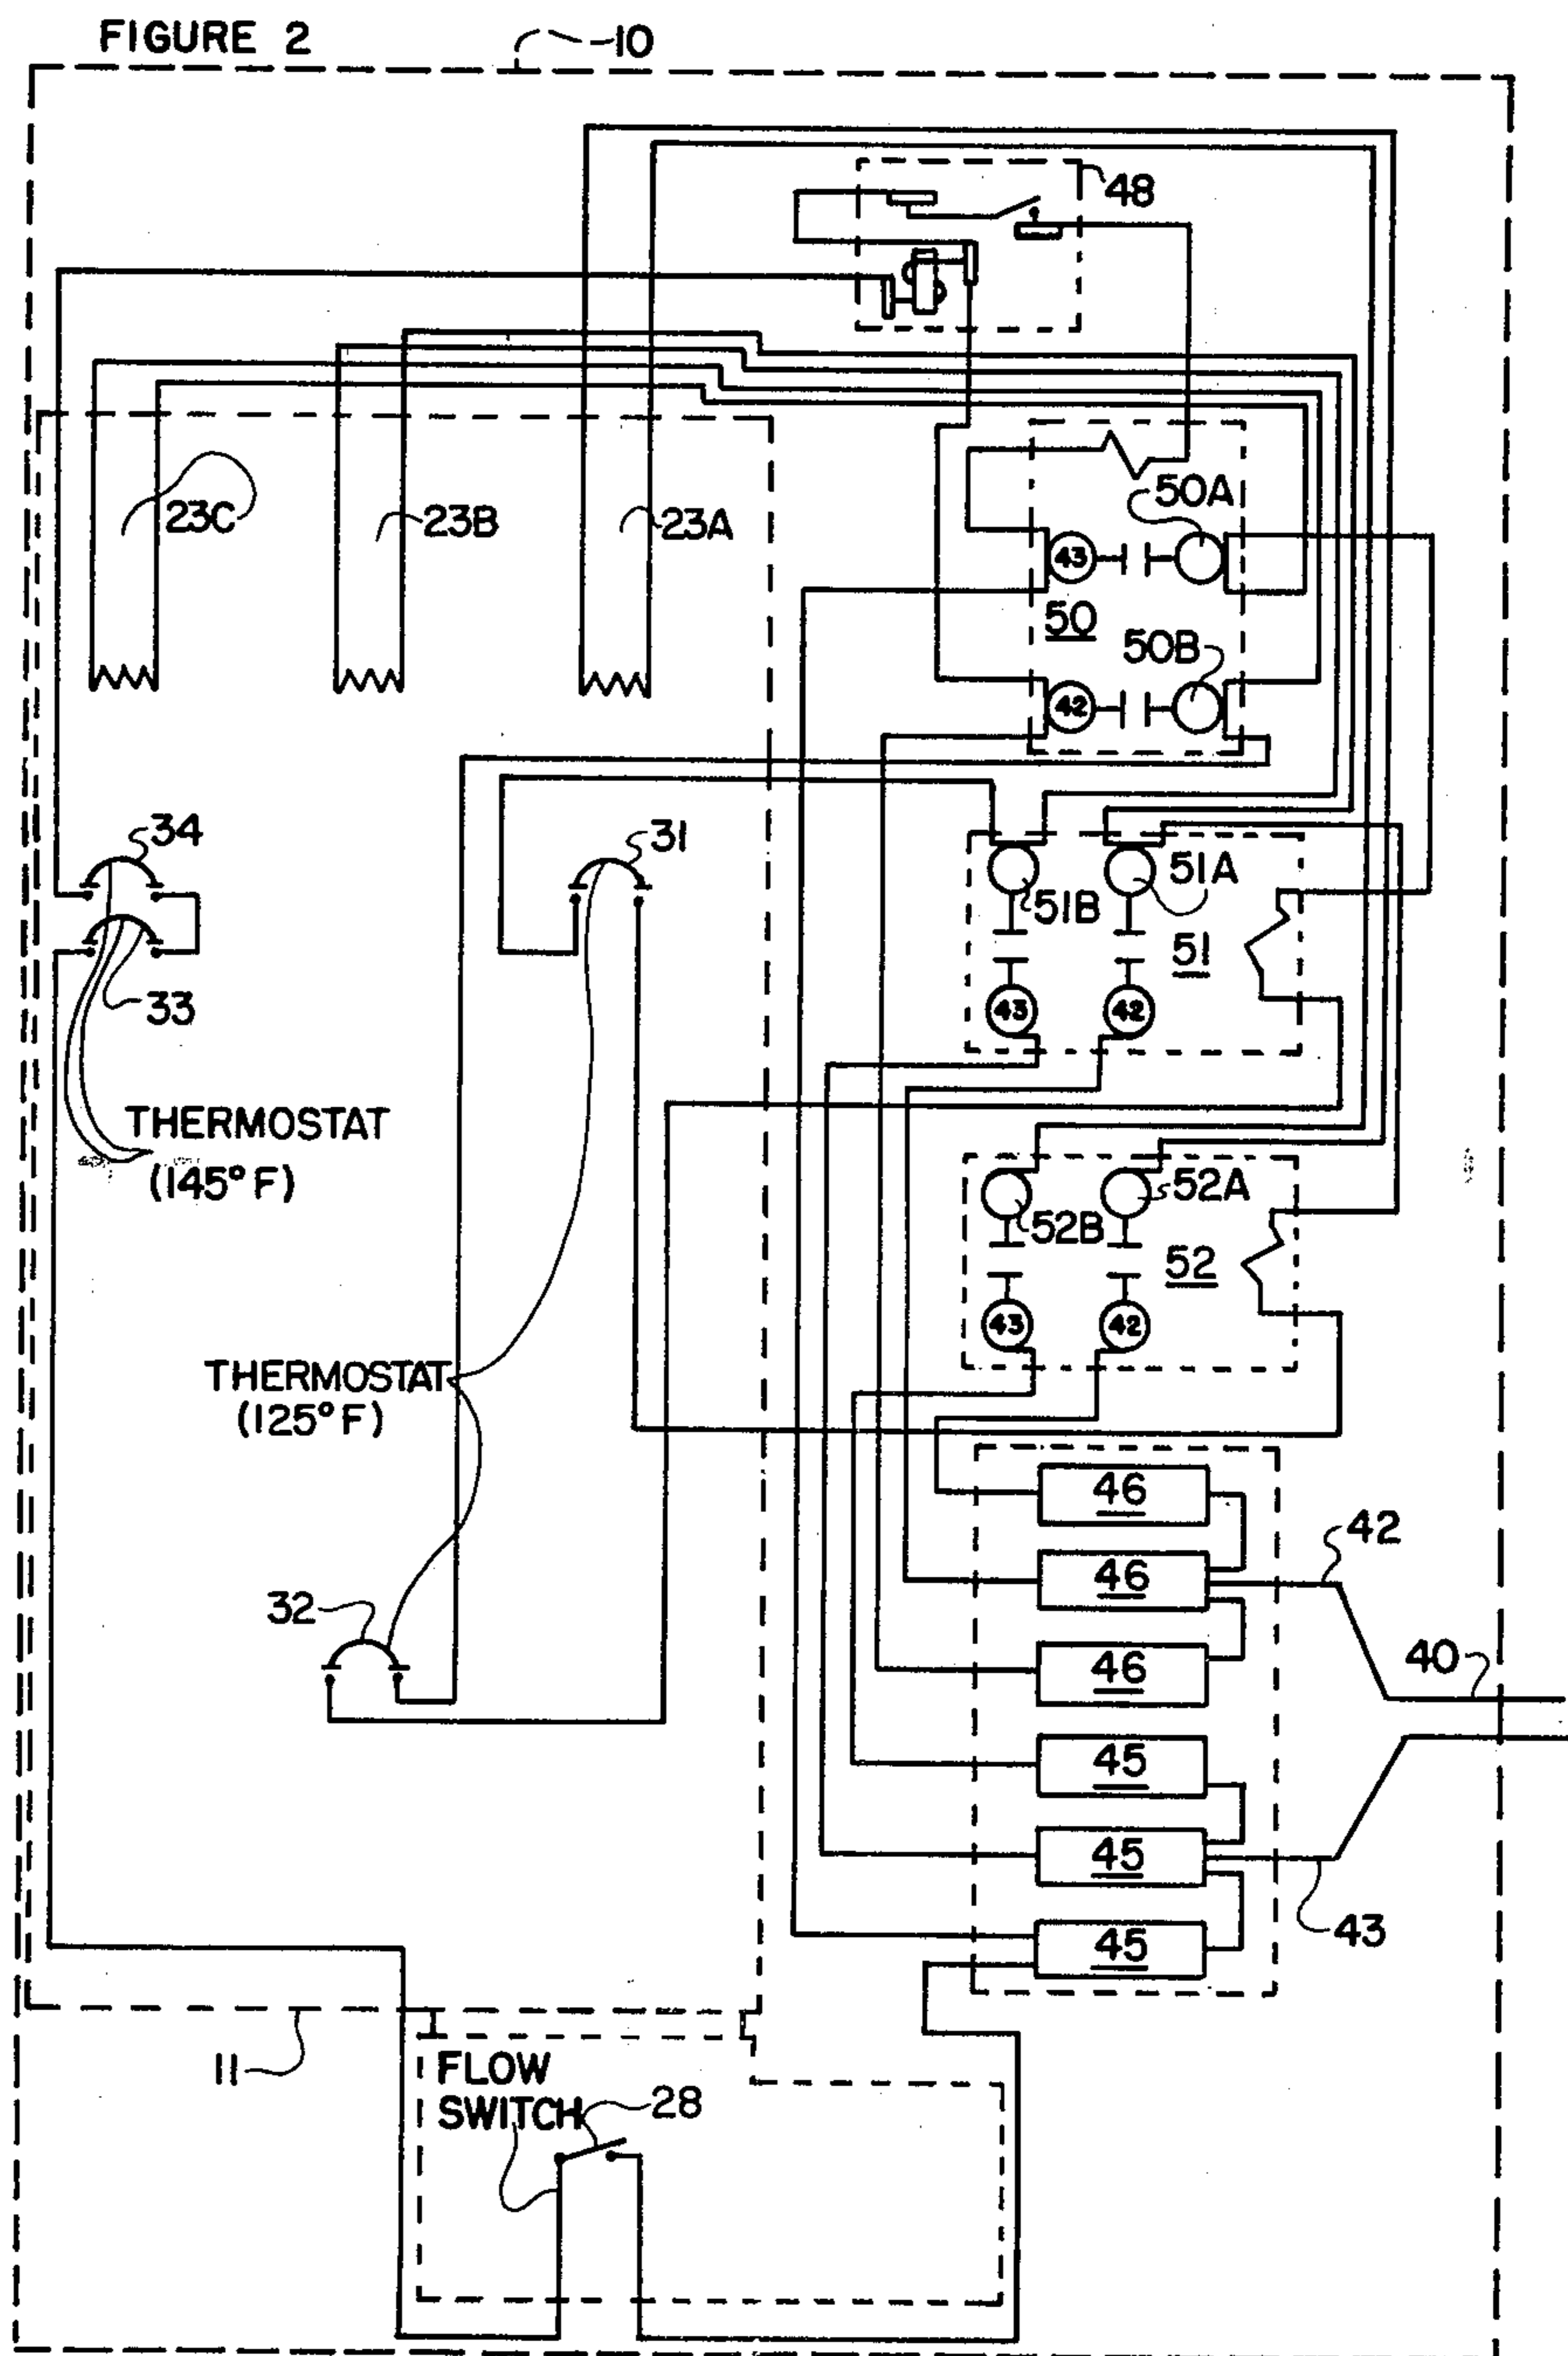 FIGURE 2
10
48
23C
23B
23A
50A
43
50
50B
42
34
31
51A
51B
51
33
43
42
THERMOSTAT
(145° F)
52A
52B
52
43
42
THERMOSTAT
(125° F)
46
42
46
32
46
40
45
45
43
45
11
FLOW
SWITCH
28